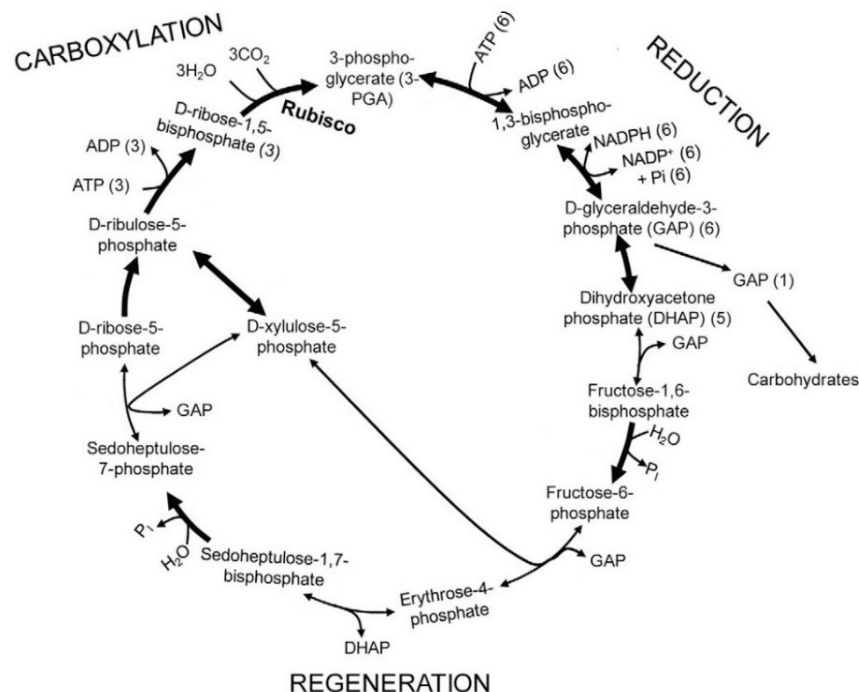 CARBOXYLATION
3H₂O
3CO₂
Rubisco
3-phospho-
glycerate (3-
PGA)
ATP (6)
ADP (6)
REDUCTION
1,3-bisphospho-
glycerate
NADPH (6)
NADP⁺ (6)
+ Pi (6)
D-glyceraldehyde-3-
phosphate (GAP) (6)
GAP (1)
Carbohydrates
Dihydroxyacetone
phosphate (DHAP) (5)
GAP
Fructose-1,6-
bisphosphate
H₂O
Pᵢ
Fructose-6-
phosphate
GAP
Erythrose-4-
phosphate
DHAP
Sedoheptulose-1,7-
bisphosphate
H₂O
Pᵢ
Sedoheptulose-
7-phosphate
GAP
D-ribose-5-
phosphate
D-xylulose-5-
phosphate
D-ribulose-5-
phosphate
ATP (3)
ADP (3)
D-ribose-1,5-
bisphosphate (3)
REGENERATION